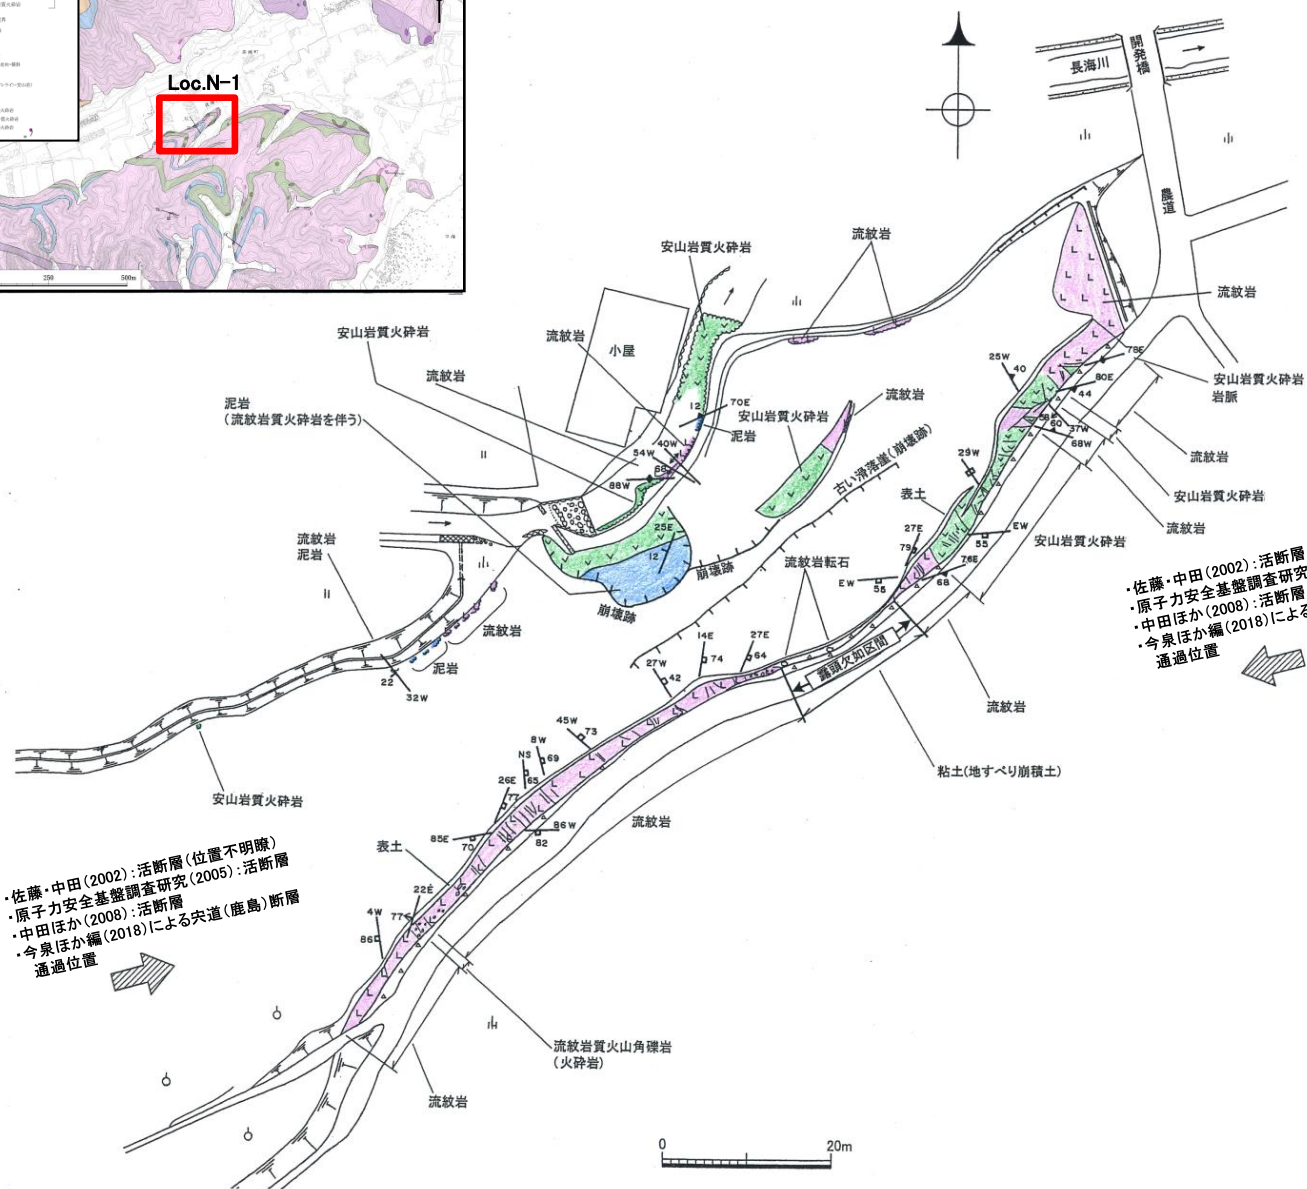 Loc.N-1
250
500m
長海川
開発橋
農道
安山岩質火砕岩
流紋岩
流紋岩
安山岩質火砕岩
流紋岩
小屋
流紋岩
泥岩
(流紋岩質火砕岩を伴う)
12
70E
安山岩質火砕岩
泥岩
流紋岩
40W
54W
68
88W
25E
12
古い滑落崖(崩壊跡)
崩壊跡
崩壊跡
25W
40
78E
80E
44
安山岩質火砕岩
岩脈
58
60
37W
68W
流紋岩
安山岩質火砕岩
流紋岩
29W
表土
EW
55
安山岩質火砕岩
27E
79
76E
68
EW
55
流紋岩転石
流紋岩
泥岩
流紋岩
泥岩
22
32W
安山岩質火砕岩
14E
74
27E
64
27W
42
露頭欠如区間
流紋岩
粘土(地すべり崩積土)
45W
73
8W
69
NS
65
26E
77
86W
82
85E
70
流紋岩
表土
22E
77
4W
86
流紋岩質火山角礫岩
(火砕岩)
流紋岩
・佐藤・中田(2002):活断層
・原子力安全基盤調査研究
・中田ほか(2008):活断層
・今泉ほか編(2018)による
通過位置
・佐藤・中田(2002):活断層(位置不明瞭)
・原子力安全基盤調査研究(2005):活断層
・中田ほか(2008):活断層
・今泉ほか編(2018)による宍道(鹿島)断層
通過位置
0
20m